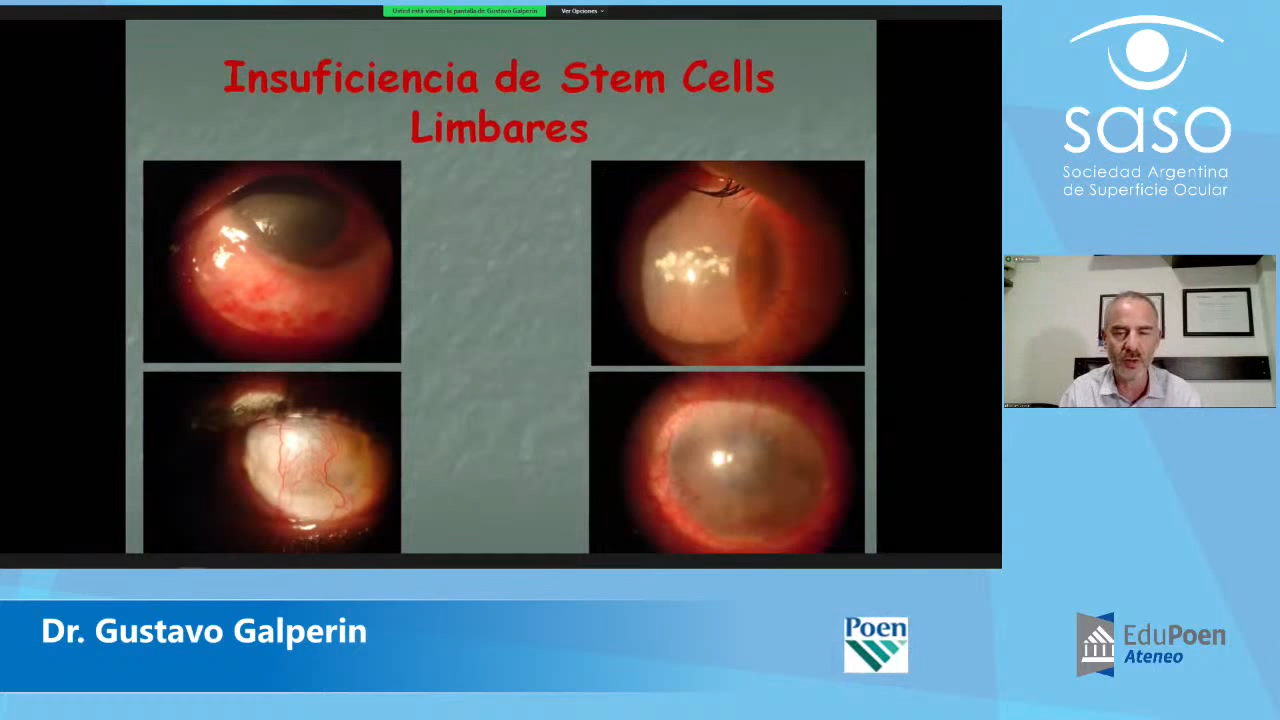 Usted está viendo la pantalla de Gustavo Galperin
Ver Opciones
Insuficiencia de Stem Cells
Limbares
saso
Sociedad Argentina
de Superficie Ocular
Dr. Gustavo Galperin
Poen
EduPoen
Ateneo